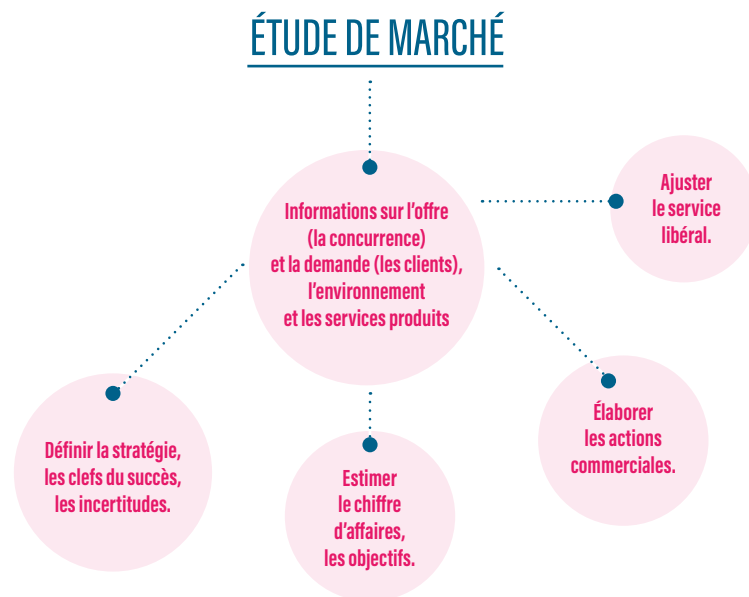 ÉTUDE DE MARCHÉ
Informations sur l'offre
(la concurrence)
et la demande (les clients),
l'environnement
et les services produits
Ajuster
le service
libéral.
Définir la stratégie,
les clefs du succès,
les incertitudes.
Estimer
le chiffre
d'affaires,
les objectifs.
Élaborer
les actions
commerciales.